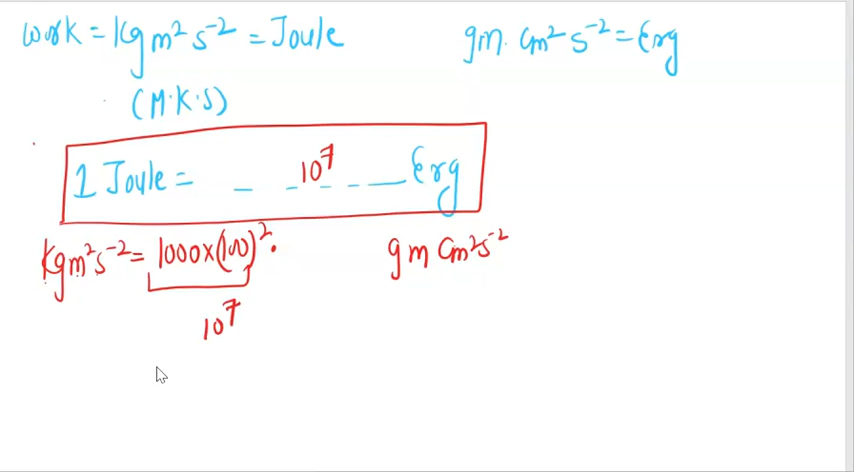 work = Kg m² s⁻² = Joule
gm. cm² s⁻² = Erg
(M.K.S)
1 Joule = _ _ 10⁷ _ _ _ Erg
Kgm²s⁻² = 1000×(100)². gm cm²s⁻²
10⁷